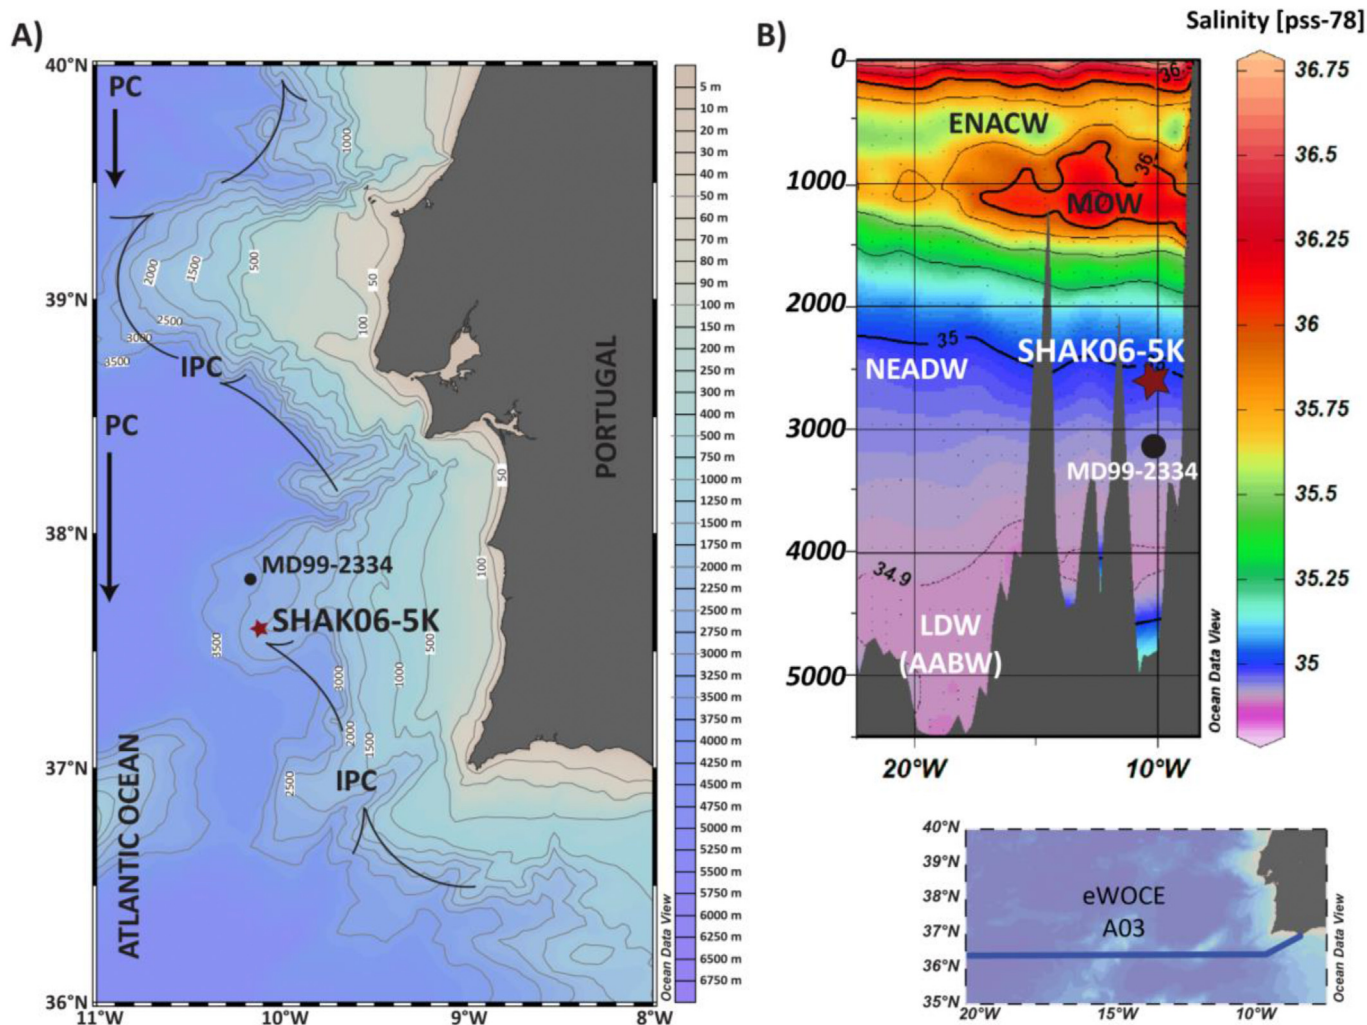 A)
40°N
39°N
38°N
37°N
36°N
11°W
10°W
9°W
8°W
PC
IPC
PC
IPC
ATLANTIC OCEAN
PORTUGAL
MD99-2334
SHAK06-5K
1000
2000
1500
500
50
100
2500
3000
3500
50
100
3500
500
1000
3000
2000
1500
2500
5 m
10 m
20 m
30 m
40 m
50 m
60 m
70 m
80 m
90 m
100 m
150 m
200 m
250 m
300 m
400 m
500 m
750 m
1000 m
1250 m
1500 m
1750 m
2000 m
2250 m
2500 m
2750 m
3000 m
3250 m
3500 m
3750 m
4000 m
4250 m
4500 m
4750 m
5000 m
5250 m
5500 m
5750 m
6000 m
6250 m
6500 m
6750 m
Ocean Data View
B)
Salinity [pss-78]
0
1000
2000
3000
4000
5000
20°W
10°W
36
ENACW
36
MOW
35
SHAK06-5K
NEADW
MD99-2334
34.9
LDW
(AABW)
Ocean Data View
36.75
36.5
36.25
36
35.75
35.5
35.25
35
40°N
39°N
38°N
37°N
36°N
35°N
20°W
15°W
10°W
eWOCE
A03
Ocean Data View